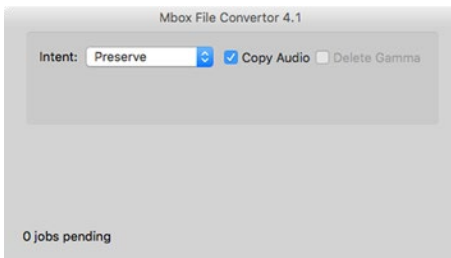 Mbox File Convertor 4.1
Intent: Preserve Copy Audio Delete Gamma
0 jobs pending